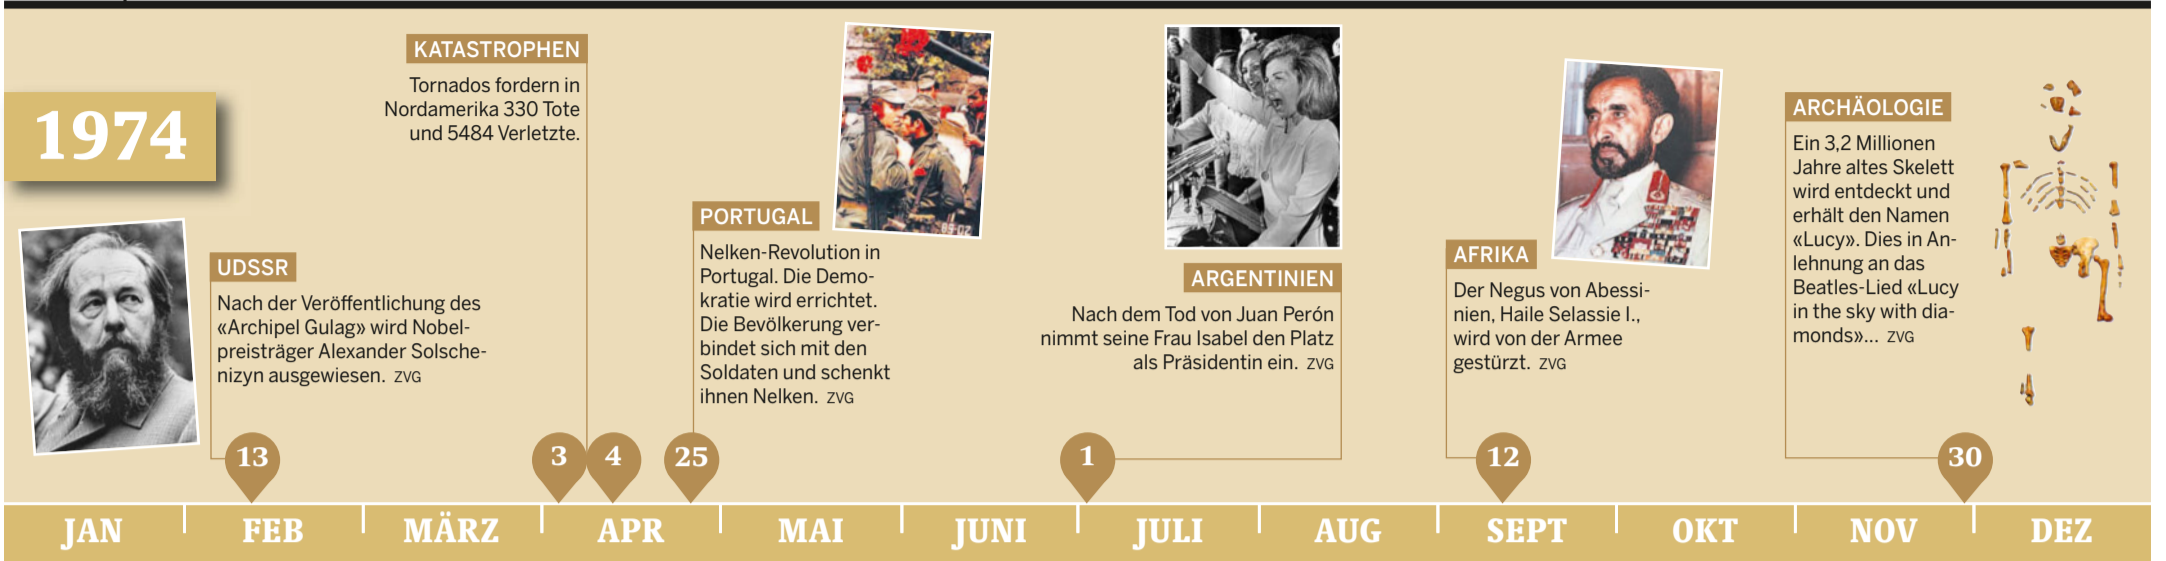 1974
UDSSR
Nach der Veröffentlichung des
«Archipel Gulag» wird Nobel-
preisträger Alexander Solsche-
nizyn ausgewiesen. ZVG
13
KATASTROPHEN
Tornados fordern in
Nordamerika 330 Tote
und 5484 Verletzte.
3
4
PORTUGAL
Nelken-Revolution in
Portugal. Die Demo-
kratie wird errichtet.
Die Bevölkerung ver-
bindet sich mit den
Soldaten und schenkt
ihnen Nelken. ZVG
25
ARGENTINIEN
Nach dem Tod von Juan Perón
nimmt seine Frau Isabel den Platz
als Präsidentin ein. ZVG
1
AFRIKA
Der Negus von Abessi-
nien, Haile Selassie I.,
wird von der Armee
gestürzt. ZVG
12
ARCHÄOLOGIE
Ein 3,2 Millionen
Jahre altes Skelett
wird entdeckt und
erhält den Namen
«Lucy». Dies in An-
lehnung an das
Beatles-Lied «Lucy
in the sky with dia-
monds»... ZVG
30
JAN FEB MÄRZ APR MAI JUNI JULI AUG SEPT OKT NOV DEZ